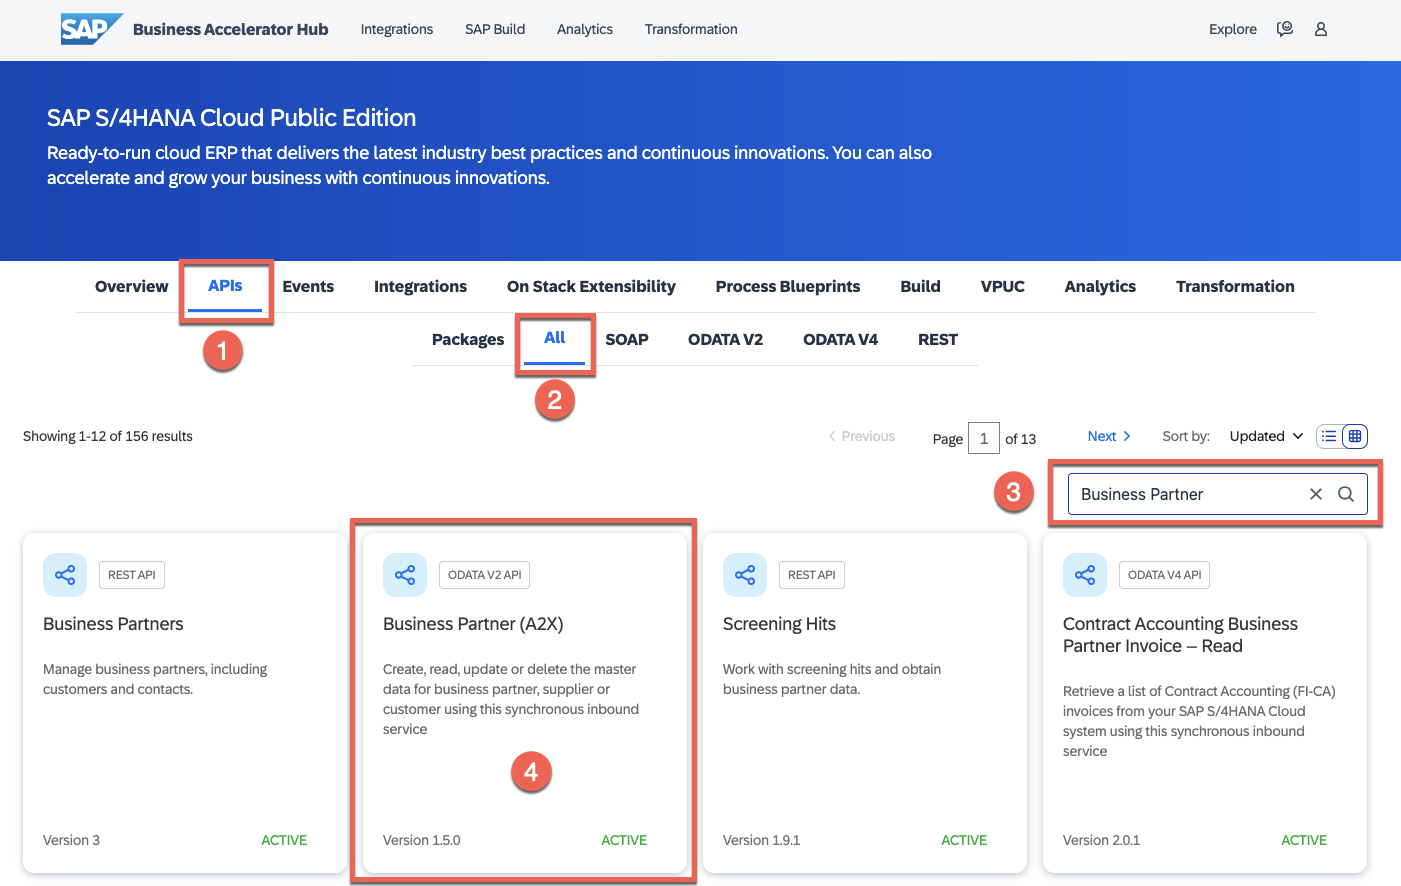 SAP Business Accelerator Hub Integrations SAP Build Analytics Transformation Explore
SAP S/4HANA Cloud Public Edition
Ready-to-run cloud ERP that delivers the latest industry best practices and continuous innovations. You can also
accelerate and grow your business with continuous innovations.
Overview APIs Events Integrations On Stack Extensibility Process Blueprints Build VPUC Analytics Transformation
1
Packages All SOAP ODATA V2 ODATA V4 REST
2
Showing 1-12 of 156 results Previous Page 1 of 13 Next Sort by: Updated
3 Business Partner
REST API
Business Partners
Manage business partners, including
customers and contacts.
Version 3 ACTIVE
ODATA V2 API
Business Partner (A2X)
Create, read, update or delete the master
data for business partner, supplier or
customer using this synchronous inbound
service
4
Version 1.5.0 ACTIVE
REST API
Screening Hits
Work with screening hits and obtain
business partner data.
Version 1.9.1 ACTIVE
ODATA V4 API
Contract Accounting Business
Partner Invoice – Read
Retrieve a list of Contract Accounting (FI-CA)
invoices from your SAP S/4HANA Cloud
system using this synchronous inbound
service
Version 2.0.1 ACTIVE